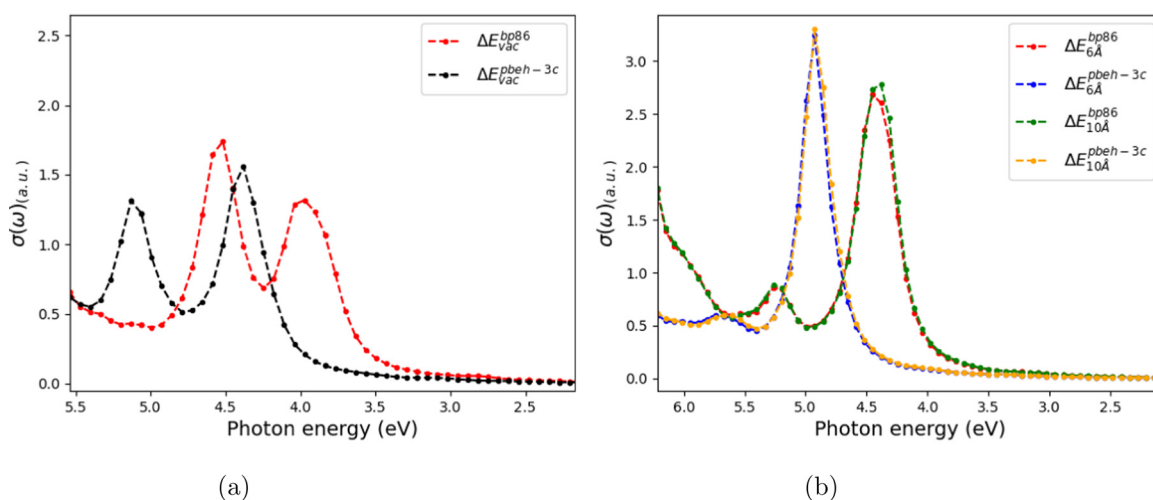 2.5
2.0
1.5
1.0
0.5
0.0
σ(ω)(a.u.)
ΔE_vac^bp86
ΔE_vac^pbeh−3c
5.5 5.0 4.5 4.0 3.5 3.0 2.5
Photon energy (eV)
(a)
3.0
2.5
2.0
1.5
1.0
0.5
0.0
σ(ω)(a.u.)
ΔE_6Å^bp86
ΔE_6Å^pbeh−3c
ΔE_10Å^bp86
ΔE_10Å^pbeh−3c
6.0 5.5 5.0 4.5 4.0 3.5 3.0 2.5
Photon energy (eV)
(b)